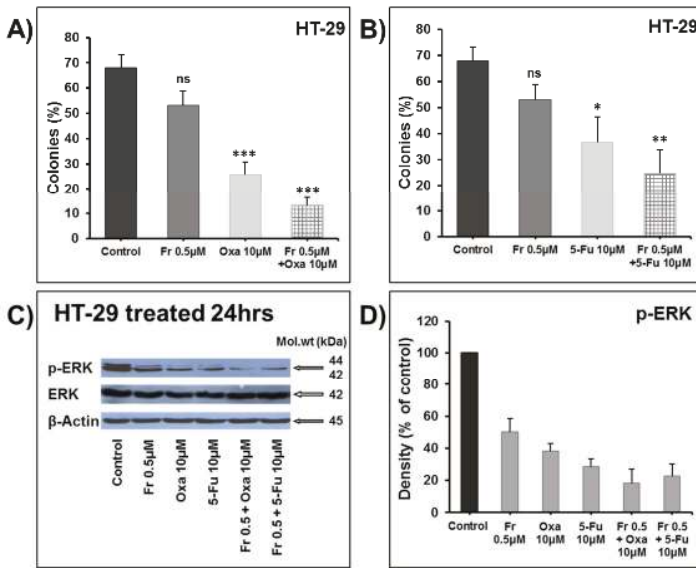 A)
HT-29
Colonies (%)
80
70
60
50
40
30
20
10
0
ns
***
***
Control
Fr 0.5µM
Oxa 10µM
Fr 0.5µM
+Oxa 10µM
B)
HT-29
Colonies (%)
80
70
60
50
40
30
20
10
0
ns
*
**
Control
Fr 0.5µM
5-Fu 10µM
Fr 0.5µM
+5-Fu 10µM
C)
HT-29 treated 24hrs
Mol.wt (kDa)
p-ERK
44
42
ERK
42
β-Actin
45
Control
Fr 0.5µM
Oxa 10µM
5-Fu 10µM
Fr 0.5 + Oxa 10µM
Fr 0.5 + 5-Fu 10µM
D)
p-ERK
Density (% of control)
120
100
80
60
40
20
0
Control
Fr
0.5µM
Oxa
10µM
5-Fu
10µM
Fr 0.5
+ Oxa
10µM
Fr 0.5
+ 5-Fu
10µM